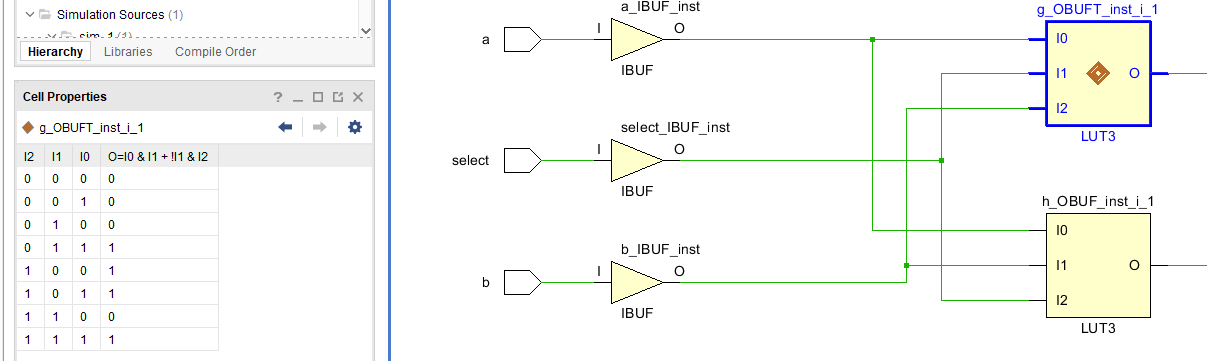 Simulation Sources (1)
sim_1 (1)
Hierarchy
Libraries
Compile Order
Cell Properties
? _
g_OBUFT_inst_i_1
I2 I1 I0 O=I0 & I1 + !I1 & I2
0 0 0 0
0 0 1 0
0 1 0 0
0 1 1 1
1 0 0 1
1 0 1 1
1 1 0 0
1 1 1 1
a_IBUF_inst
a
I
O
IBUF
select_IBUF_inst
select
I
O
IBUF
b_IBUF_inst
b
I
O
IBUF
g_OBUFT_inst_i_1
I0
I1
O
I2
LUT3
h_OBUF_inst_i_1
I0
I1
O
I2
LUT3